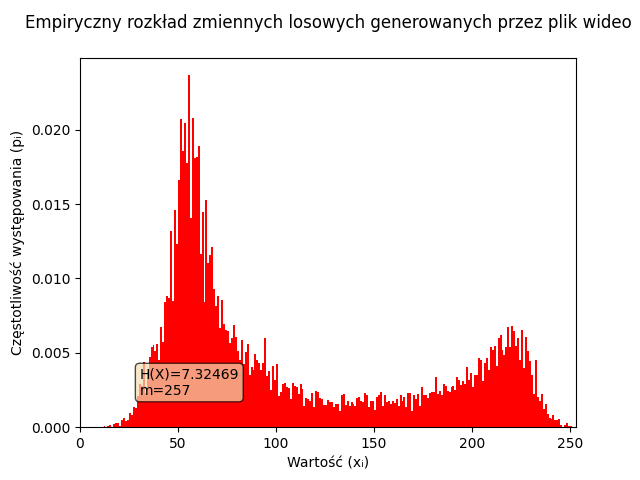 Empiryczny rozkład zmiennych losowych generowanych przez plik wideo
Częstotliwość występowania (pᵢ)
0.020
0.015
0.010
0.005
0.000
H(X)=7.32469
m=257
0 50 100 150 200 250
Wartość (xᵢ)